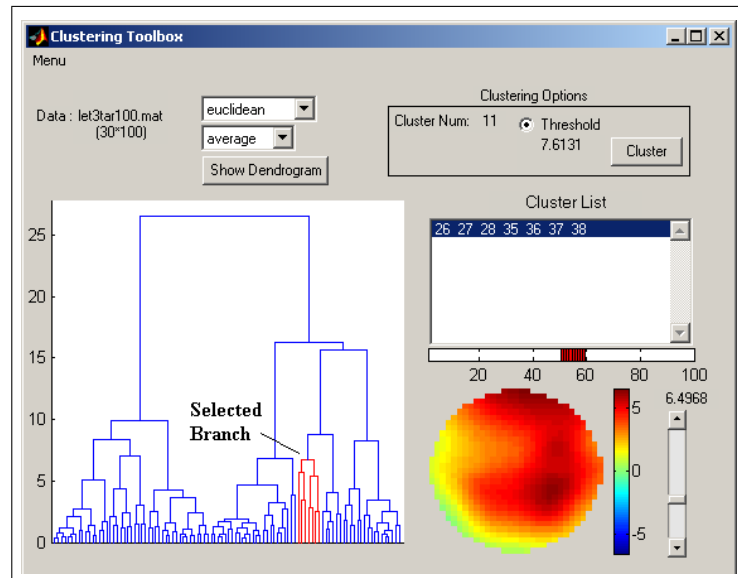 Clustering Toolbox
Menu
Data : let3tar100.mat
(30*100)
euclidean
average
Show Dendrogram
Clustering Options
Cluster Num: 11
Threshold
7.6131
Cluster
Cluster List
26 27 28 35 36 37 38
25
20
15
10
5
0
Selected
Branch
20 40 60 80 100
6.4968
5
0
-5